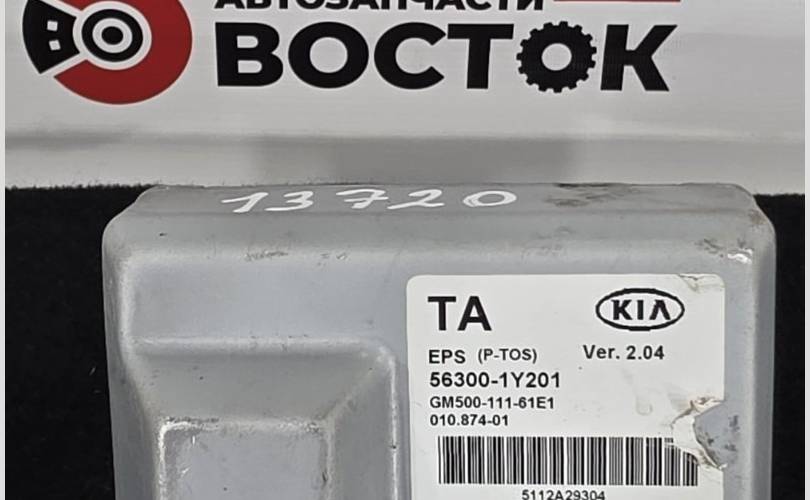 АВТОЗАПЧАСТИ
ВОСТОК
13720
TA
KIA
EPS (P-TOS) Ver. 2.04
56300-1Y201
GM500-111-61E1
010.874-01
5112A29304